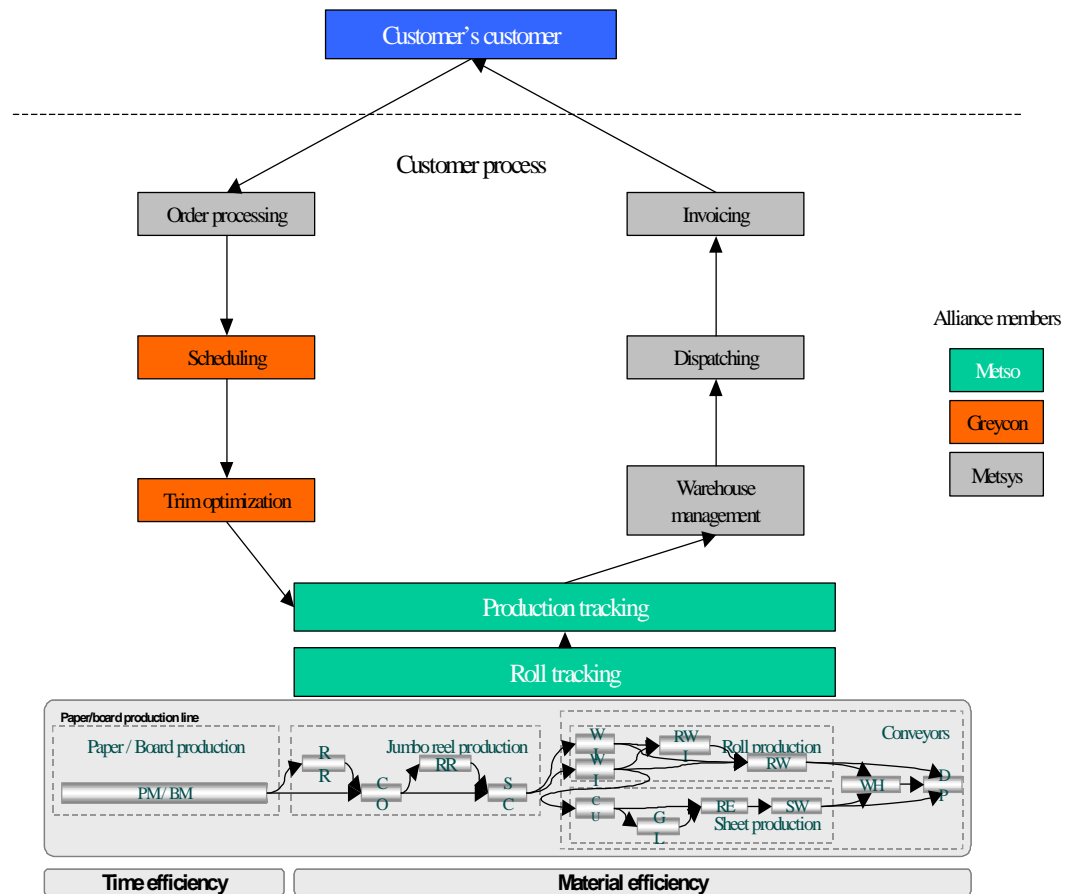 Customer's customer
Customer process
Order processing
Invoicing
Scheduling
Dispatching
Alliance members
Metso
Greycon
Metsys
Trim optimization
Warehouse
management
Production tracking
Roll tracking
Paper/board production line
Paper / Board production
Jumbo reel production
Roll production
Conveyors
PM/ BM
R
R
C
O
RR
S
C
W
I
W
I
RW
I
RW
C
U
G
L
RE
SW
Sheet production
WH
D
P
Time efficiency
Material efficiency